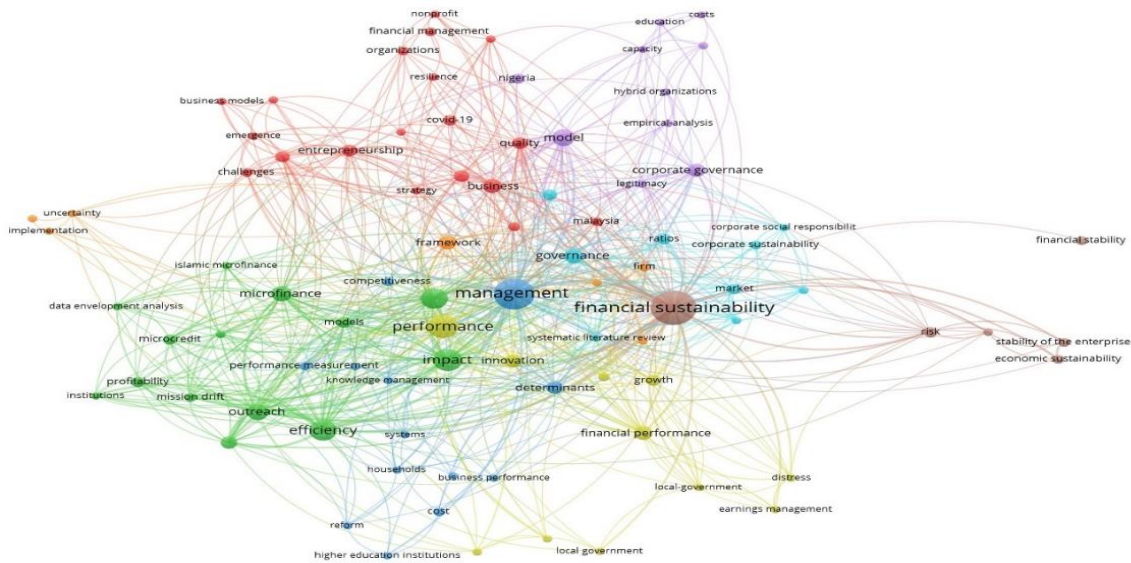 nonprofit
costs
education
financial management
organizations
capacity
resilience
nigeria
hybrid organizations
business models
covid-19
empirical-analysis
emergence
quality
model
entrepreneurship
challenges
corporate governance
strategy
business
legitimacy
uncertainty
malaysia
implementation
corporate social responsibilit
framework
ratios
corporate sustainability
financial stability
governance
islamic microfinance
firm
competitiveness
microfinance
management
market
data envelopment analysis
financial sustainability
models
performance
microcredit
systematic literature review
risk
stability of the enterprise
impact
innovation
economic sustainability
performance measurement
profitability
knowledge management
determinants
growth
institutions
mission drift
outreach
efficiency
systems
financial performance
households
business performance
distress
local-government
cost
earnings management
reform
higher education institutions
local government